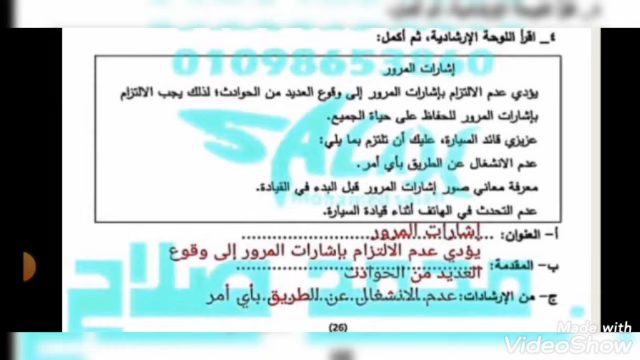 ٤_ اقرأ اللوحة الإرشادية، ثم أكمل:
إشارات المرور
يؤدي عدم الالتزام بإشارات المرور إلى وقوع العديد من الحوادث؛ لذلك يجب الالتزام
بإشارات المرور للحفاظ على حياة الجميع.
عزيزي قائد السيارة، عليك أن تلتزم بما يلي:
عدم الانشغال عن الطريق بأي أمر.
معرفة معاني صور إشارات المرور قبل البدء في القيادة.
عدم التحدث في الهاتف أثناء قيادة السيارة.
أ- العنوان: إشارات المرور
ب- المقدمة: يؤدي عدم الالتزام بإشارات المرور إلى وقوع
العديد من الحوادث
ج- من الإرشادات: عدم الانشغال عن الطريق بأي أمر
(26)
01098653860
SALAH
محمد صلاح
Made with
VideoShow